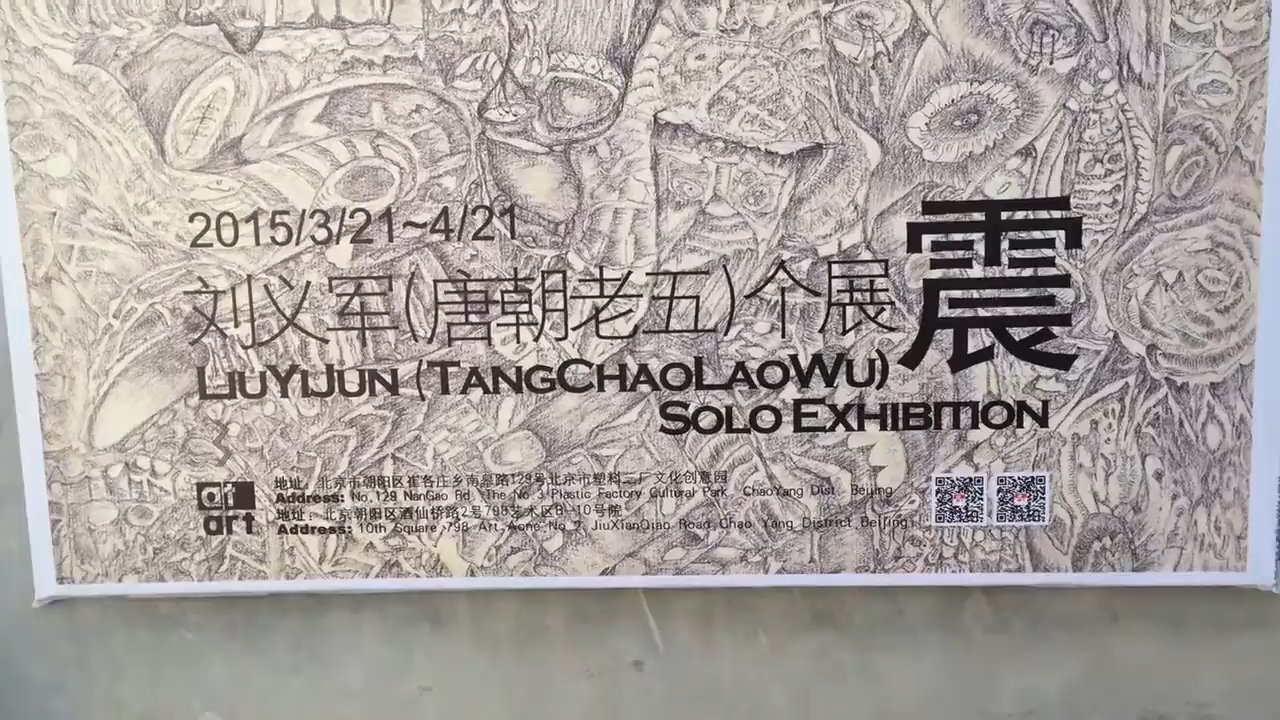 2015/3/21~4/21
刘义军(唐朝老五)个展 震
LIUYIJUN (TANGCHAOLAOWU)
SOLO EXHIBITION
at
art
地址：北京市朝阳区崔各庄乡南皋路129号北京市塑料三厂文化创意园
Address: No.129 NanGao Rd The No.3 Plastic Factory Cultural Park ChaoYang Dist Beijing
地址：北京朝阳区酒仙桥路2号798艺术区B-10号院
Address: 10th Square 798 Art Aone No 2, JiuXianQiao Road Chao Yang District Beijing